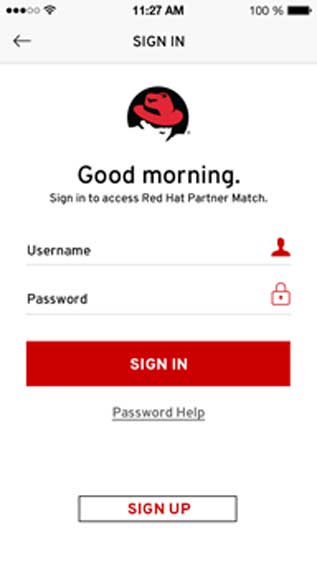 11:27 AM 100 %
SIGN IN
Good morning.
Sign in to access Red Hat Partner Match.
Username
Password
SIGN IN
Password Help
SIGN UP